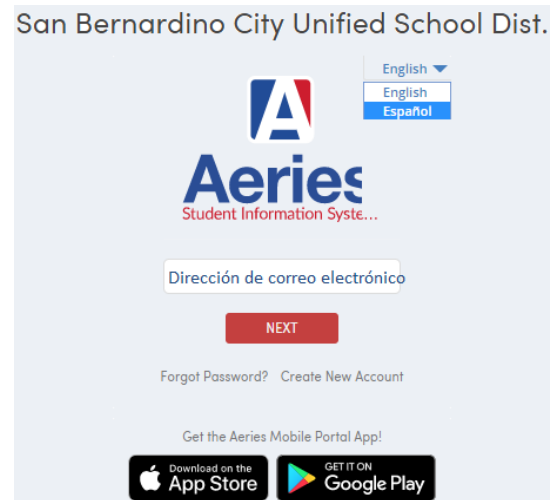 San Bernardino City Unified School Dist.
English
English
Español
Aeries
Student Information Syste...
Dirección de correo electrónico
NEXT
Forgot Password? Create New Account
Get the Aeries Mobile Portal App!
Download on the
App Store
GET IT ON
Google Play